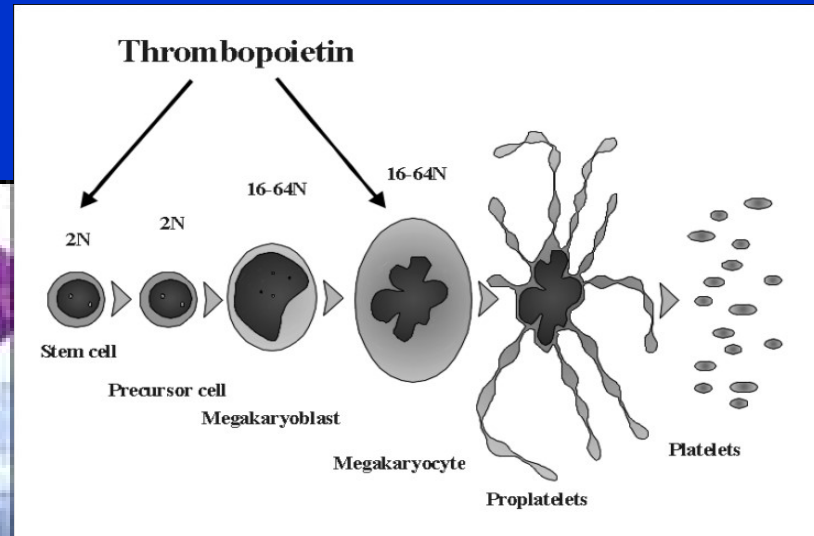 Thrombopoietin
16-64N
16-64N
2N
2N
Stem cell
Precursor cell
Megakaryoblast
Megakaryocyte
Proplatelets
Platelets